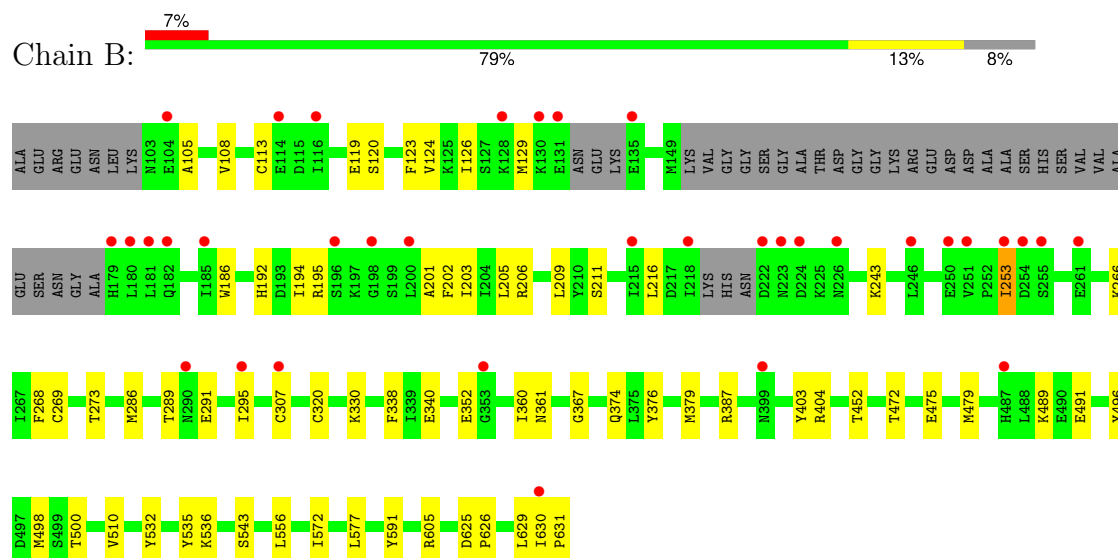 7%
Chain B:
79% 13% 8%
ALA GLU ARG GLU ASN LEU LYS N103 E104 A105 V108 C113 E114 D115 I116 E119 S120 F123 V124 K125 I126 S127 K128 M129 K130 E131 ASN GLU LYS E135 M149 LYS VAL GLY GLY SER GLY ALA THR ASP GLY GLY LYS ARG GLU ASP ASP ALA ALA SER HIS SER VAL VAL ALA
GLU SER ASN GLY ALA H179 L180 L181 Q182 I185 W186 H192 D193 I194 R195 S196 K197 G198 S199 L200 A201 F202 I203 I204 L205 R206 L209 Y210 S211 I215 L216 D217 I218 LYS HIS ASN D222 N223 D224 K225 N226 K243 L246 E250 V251 P252 I253 D254 S255 E261 K266
I267 F268 C269 T273 M286 T289 N290 E291 I295 C307 C320 K330 F338 I339 E340 E352 G353 I360 N361 G367 Q374 L375 Y376 M379 R387 N399 Y403 R404 T452 T472 E475 M479 H487 L488 K489 E490 E491 Y496
D497 M498 S499 T500 V510 Y532 Y535 K536 S543 L556 I572 L577 Y591 R605 D625 P626 L629 I630 P631